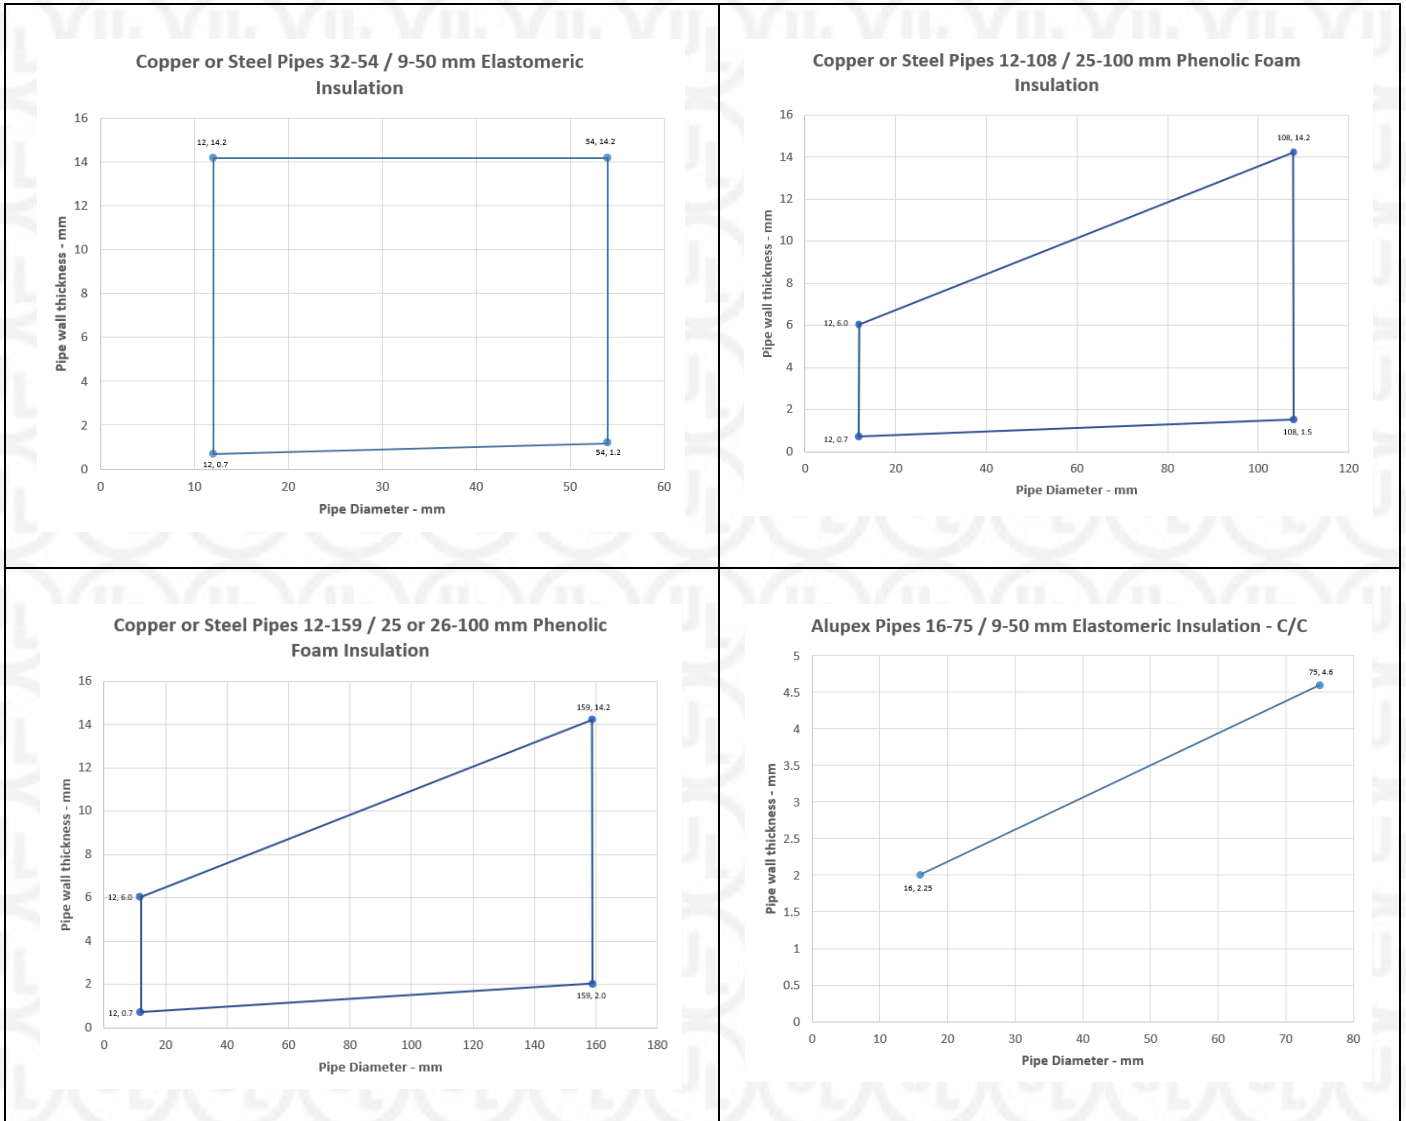 Copper or Steel Pipes 32-54 / 9-50 mm Elastomeric
Insulation
16
14
12
10
8
6
4
2
0
Pipe wall thickness - mm
12, 14.2
54, 14.2
12, 0.7
54, 1.2
0 10 20 30 40 50 60
Pipe Diameter - mm
Copper or Steel Pipes 12-108 / 25-100 mm Phenolic Foam
Insulation
16
14
12
10
8
6
4
2
0
Pipe wall thickness - mm
108, 14.2
12, 6.0
12, 0.7
108, 1.5
0 20 40 60 80 100 120
Pipe Diameter - mm
Copper or Steel Pipes 12-159 / 25 or 26-100 mm Phenolic
Foam Insulation
16
14
12
10
8
6
4
2
0
Pipe wall thickness - mm
159, 14.2
12, 6.0
12, 0.7
159, 2.0
0 20 40 60 80 100 120 140 160 180
Pipe Diameter - mm
Alupex Pipes 16-75 / 9-50 mm Elastomeric Insulation - C/C
5
4.5
4
3.5
3
2.5
2
1.5
1
0.5
0
Pipe wall thickness - mm
75, 4.6
16, 2.25
0 10 20 30 40 50 60 70 80
Pipe Diameter - mm